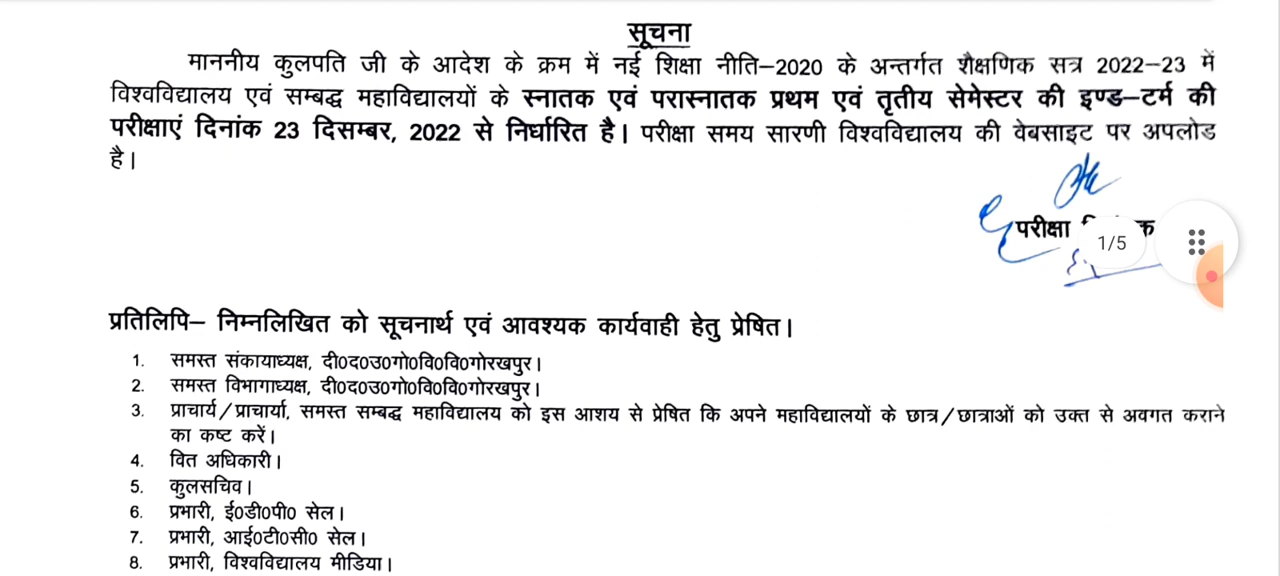 सूचना
माननीय कुलपति जी के आदेश के क्रम में नई शिक्षा नीति–2020 के अन्तर्गत शैक्षणिक सत्र 2022–23 में
विश्वविद्यालय एवं सम्बद्ध महाविद्यालयों के स्नातक एवं परास्नातक प्रथम एवं तृतीय सेमेस्टर की इण्ड–टर्म की
परीक्षाएं दिनांक 23 दिसम्बर, 2022 से निर्धारित है। परीक्षा समय सारणी विश्वविद्यालय की वेबसाइट पर अपलोड
है।
परीक्षा
1/5
प्रतिलिपि– निम्नलिखित को सूचनार्थ एवं आवश्यक कार्यवाही हेतु प्रेषित।
1. समस्त संकायाध्यक्ष, दी0द0उ0गो0वि0वि0गोरखपुर।
2. समस्त विभागाध्यक्ष, दी0द0उ0गो0वि0वि0गोरखपुर।
3. प्राचार्य/प्राचार्या, समस्त सम्बद्ध महाविद्यालय को इस आशय से प्रेषित कि अपने महाविद्यालयों के छात्र/छात्राओं को उक्त से अवगत कराने
का कष्ट करें।
4. वित अधिकारी।
5. कुलसचिव।
6. प्रभारी, ई0डी0पी0 सेल।
7. प्रभारी, आई0टी0सी0 सेल।
8. प्रभारी, विश्वविद्यालय मीडिया।